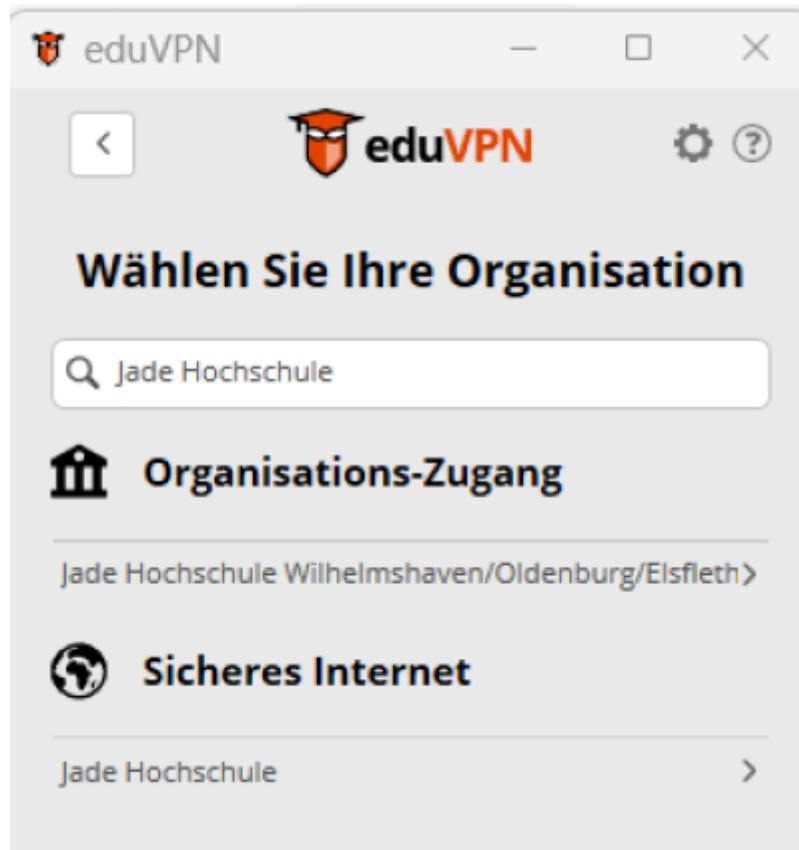 eduVPN
eduVPN
Wählen Sie Ihre Organisation
Jade Hochschule
Organisations-Zugang
Jade Hochschule Wilhelmshaven/Oldenburg/Elsfleth
Sicheres Internet
Jade Hochschule